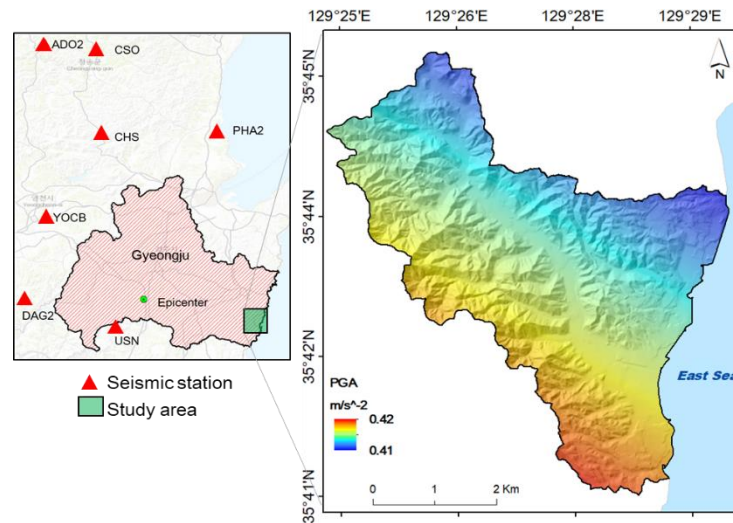 ADO2
CSO
CHS
PHA2
YOCB
Gyeongju
Epicenter
DAG2
USN
Seismic station
Study area
129°25'E
129°26'E
129°28'E
129°29'E
35°45'N
35°44'N
35°42'N
35°41'N
N
East Sea
PGA
m/s^-2
0.42
0.41
0
1
2 Km